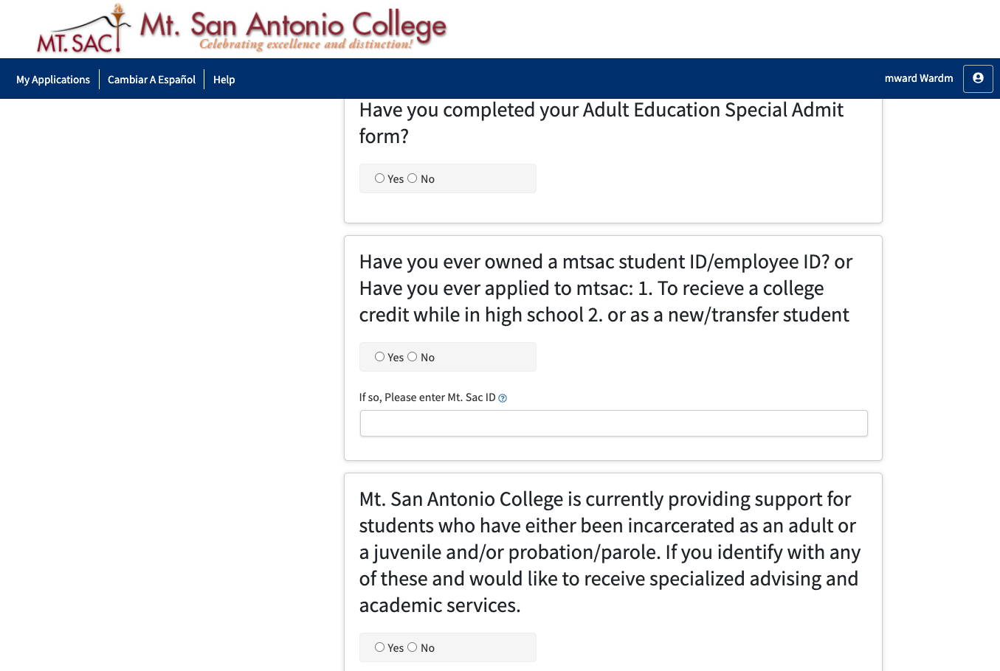 MT. SAC
Mt. San Antonio College
Celebrating excellence and distinction!
My Applications
Cambiar A Español
Help
mward Wardm
Have you completed your Adult Education Special Admit
form?
Yes No
Have you ever owned a mtsac student ID/employee ID? or
Have you ever applied to mtsac: 1. To recieve a college
credit while in high school 2. or as a new/transfer student
Yes No
If so, Please enter Mt. Sac ID
Mt. San Antonio College is currently providing support for
students who have either been incarcerated as an adult or
a juvenile and/or probation/parole. If you identify with any
of these and would like to receive specialized advising and
academic services.
Yes No